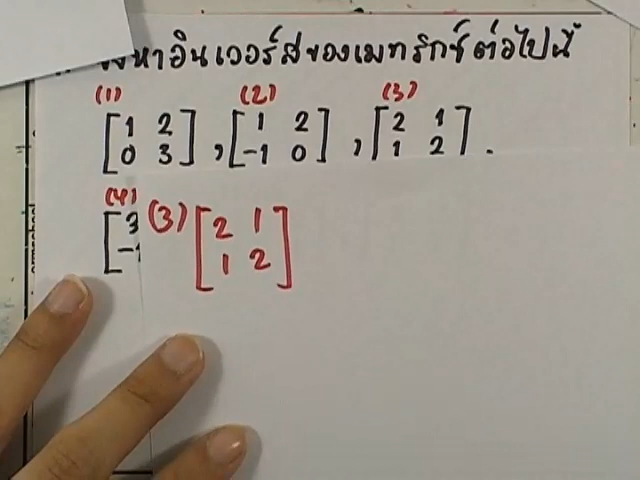 หาอินเวอร์สของเมทริกซ์ต่อไปนี้
(1) (2) (3)
[1 2 , [1 2 , [2 1
0 3] -1 0] 1 2] .
(4) [3
(3) [2 1
1 2]